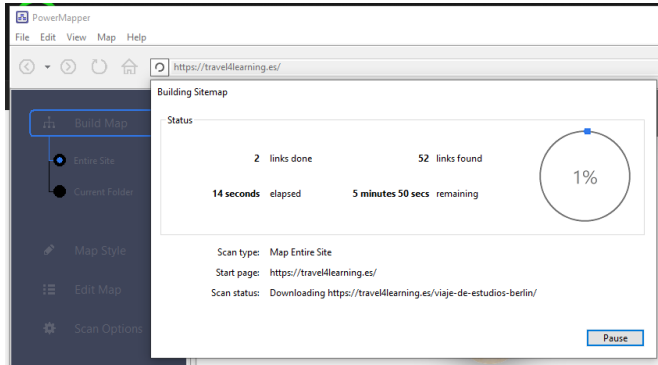 PowerMapper
File Edit View Map Help
https://travel4learning.es/
Building Sitemap
Build Map
Entire Site
Current Folder
Map Style
Edit Map
Scan Options
Status
2 links done 52 links found
14 seconds elapsed 5 minutes 50 secs remaining
1%
Scan type: Map Entire Site
Start page: https://travel4learning.es/
Scan status: Downloading https://travel4learning.es/viaje-de-estudios-berlin/
Pause